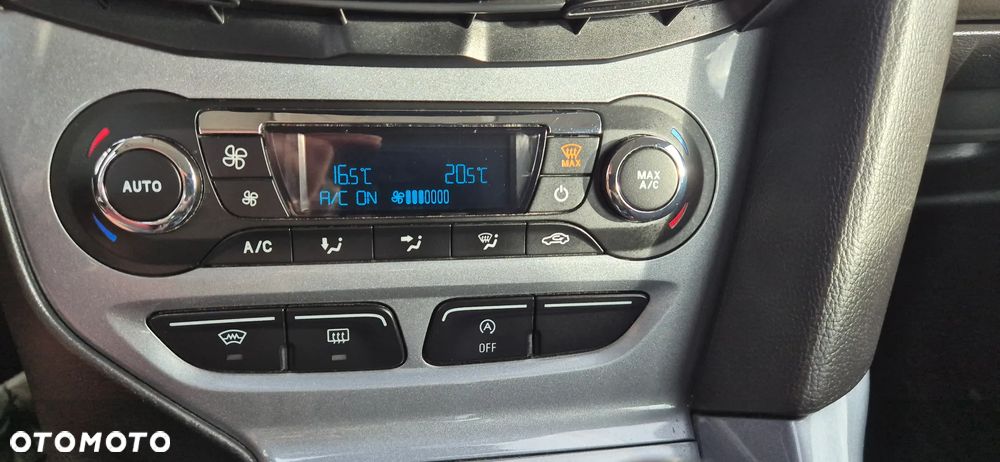 AUTO
16.5°C 20.5°C
A/C ON
MAX
MAX
A/C
A/C
A
OFF
OTOMOTO